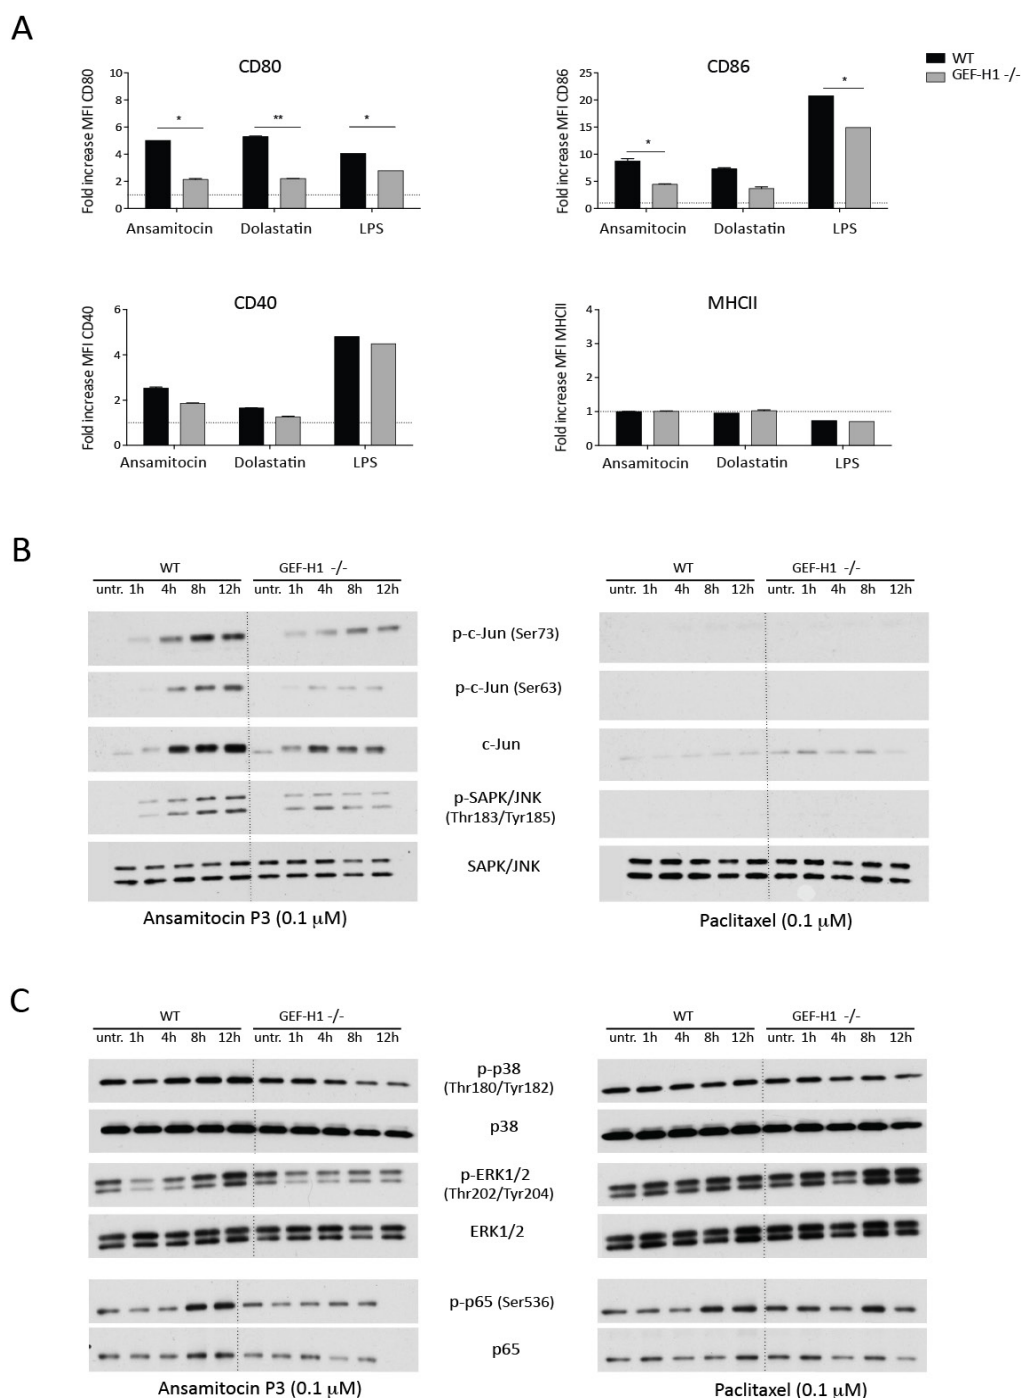 A
CD80
Fold increase MFI CD80
10
8
6
4
2
0
* ** *
Ansamitocin Dolastatin LPS
CD86
Fold increase MFI CD86
25
20
15
10
5
0
* *
Ansamitocin Dolastatin LPS
WT
GEF-H1 -/-
CD40
Fold increase MFI CD40
6
4
2
0
Ansamitocin Dolastatin LPS
MHCII
Fold increase MFI MHCII
4
3
2
1
0
Ansamitocin Dolastatin LPS
B
WT GEF-H1 -/-
untr. 1h 4h 8h 12h untr. 1h 4h 8h 12h
WT GEF-H1 -/-
untr. 1h 4h 8h 12h untr. 1h 4h 8h 12h
p-c-Jun (Ser73)
p-c-Jun (Ser63)
c-Jun
p-SAPK/JNK
(Thr183/Tyr185)
SAPK/JNK
Ansamitocin P3 (0.1 μM)
Paclitaxel (0.1 μM)
C
WT GEF-H1 -/-
untr. 1h 4h 8h 12h untr. 1h 4h 8h 12h
WT GEF-H1 -/-
untr. 1h 4h 8h 12h untr. 1h 4h 8h 12h
p-p38
(Thr180/Tyr182)
p38
p-ERK1/2
(Thr202/Tyr204)
ERK1/2
p-p65 (Ser536)
p65
Ansamitocin P3 (0.1 μM)
Paclitaxel (0.1 μM)